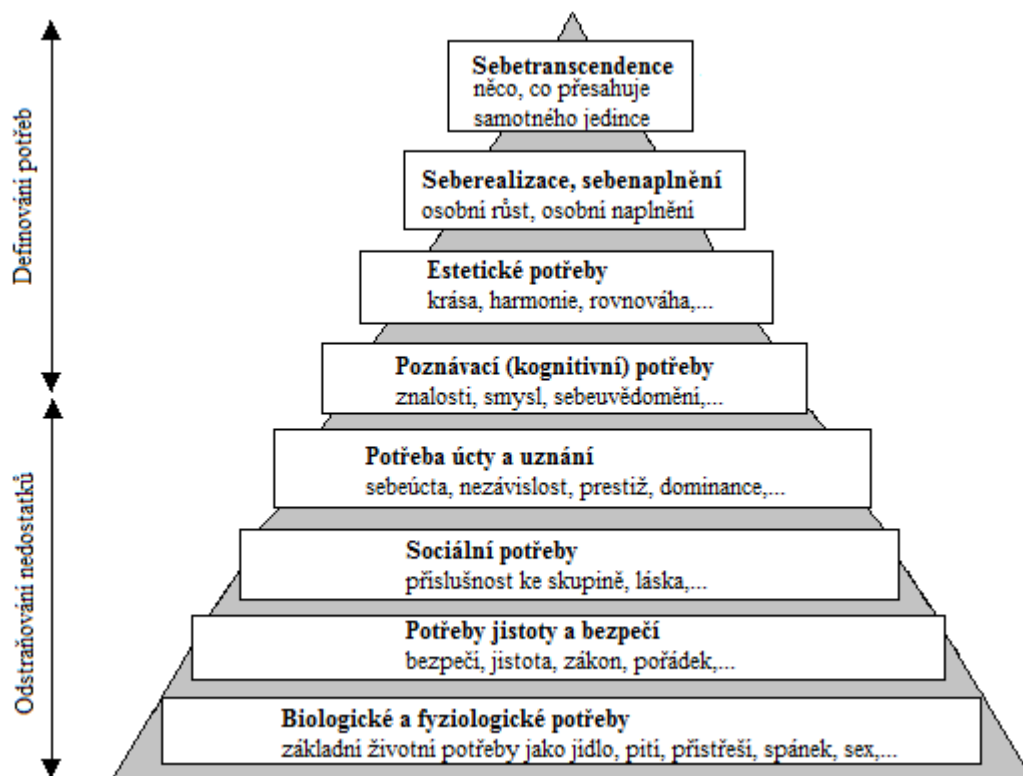 Sebetranscendence
něco, co přesahuje
samotného jedince
Seberealizace, sebenaplnění
osobní růst, osobní naplnění
Estetické potřeby
krása, harmonie, rovnováha,...
Poznávací (kognitivní) potřeby
znalosti, smysl, sebeuvědomění,...
Potřeba úcty a uznání
sebeúcta, nezávislost, prestiž, dominance,...
Sociální potřeby
přislušnost ke skupině, láska,...
Potřeby jistoty a bezpečí
bezpečí, jistota, zákon, pořádek,...
Biologické a fyziologické potřeby
základní životní potřeby jako jídlo, pití, přístřeší, spánek, sex,...
Definování potřeb
Odstraňování nedostatků